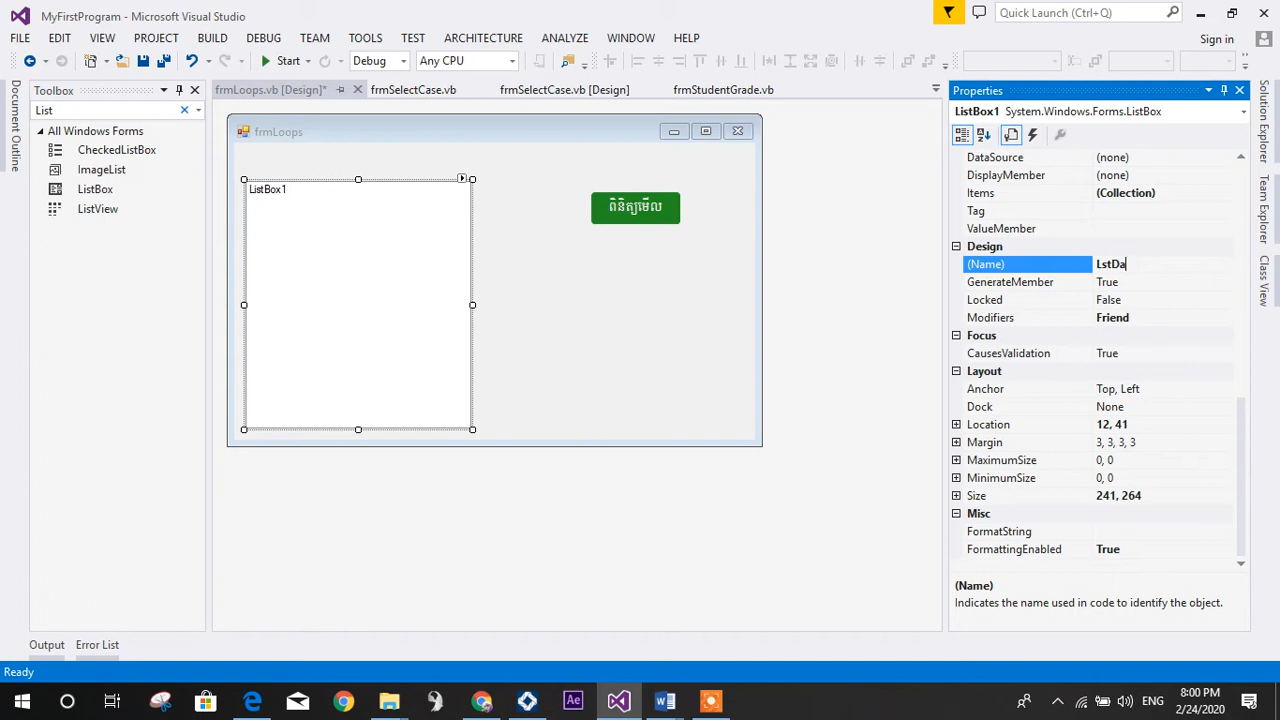 MyFirstProgram - Microsoft Visual Studio
Quick Launch (Ctrl+Q)
FILE EDIT VIEW PROJECT BUILD DEBUG TEAM TOOLS TEST ARCHITECTURE ANALYZE WINDOW HELP
Sign in
Start Debug Any CPU
Document Outline
Toolbox
List
All Windows Forms
CheckedListBox
ImageList
ListBox
ListView
frmLoops.vb [Design]* frmSelectCase.vb frmSelectCase.vb [Design] frmStudentGrade.vb
frmLoops
ListBox1
ពិនិត្យមើល
Properties
ListBox1 System.Windows.Forms.ListBox
DataSource (none)
DisplayMember (none)
Items (Collection)
Tag
ValueMember
Design
(Name) LstDa
GenerateMember True
Locked False
Modifiers Friend
Focus
CausesValidation True
Layout
Anchor Top, Left
Dock None
Location 12, 41
Margin 3, 3, 3, 3
MaximumSize 0, 0
MinimumSize 0, 0
Size 241, 264
Misc
FormatString
FormattingEnabled True
(Name)
Indicates the name used in code to identify the object.
Solution Explorer
Class View
Output Error List
Ready
Ae
ENG
8:00 PM
2/24/2020